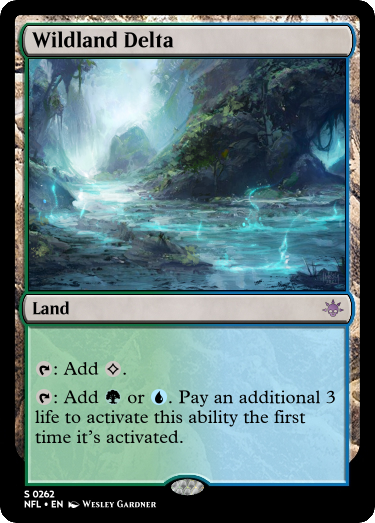 Wildland Delta
Land
: Add .
: Add or . Pay an additional 3
life to activate this ability the first
time it's activated.
S 0262
NFL • EN Wesley Gardner